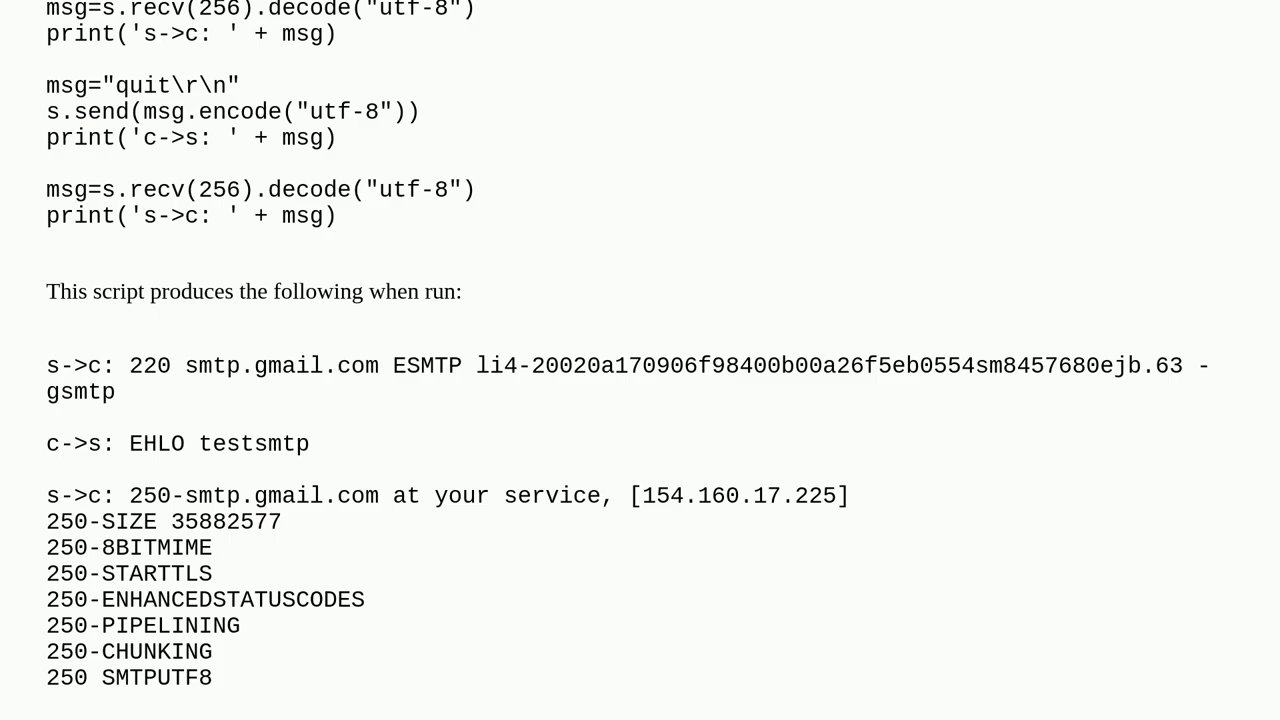 msg=s.recv(256).decode("utf-8")
print('s->c: ' + msg)
msg="quit\r\n"
s.send(msg.encode("utf-8"))
print('c->s: ' + msg)
msg=s.recv(256).decode("utf-8")
print('s->c: ' + msg)
This script produces the following when run:
s->c: 220 smtp.gmail.com ESMTP li4-20020a170906f98400b00a26f5eb0554sm8457680ejb.63 -
gsmtp
c->s: EHLO testsmtp
s->c: 250-smtp.gmail.com at your service, [154.160.17.225]
250-SIZE 35882577
250-8BITMIME
250-STARTTLS
250-ENHANCEDSTATUSCODES
250-PIPELINING
250-CHUNKING
250 SMTPUTF8